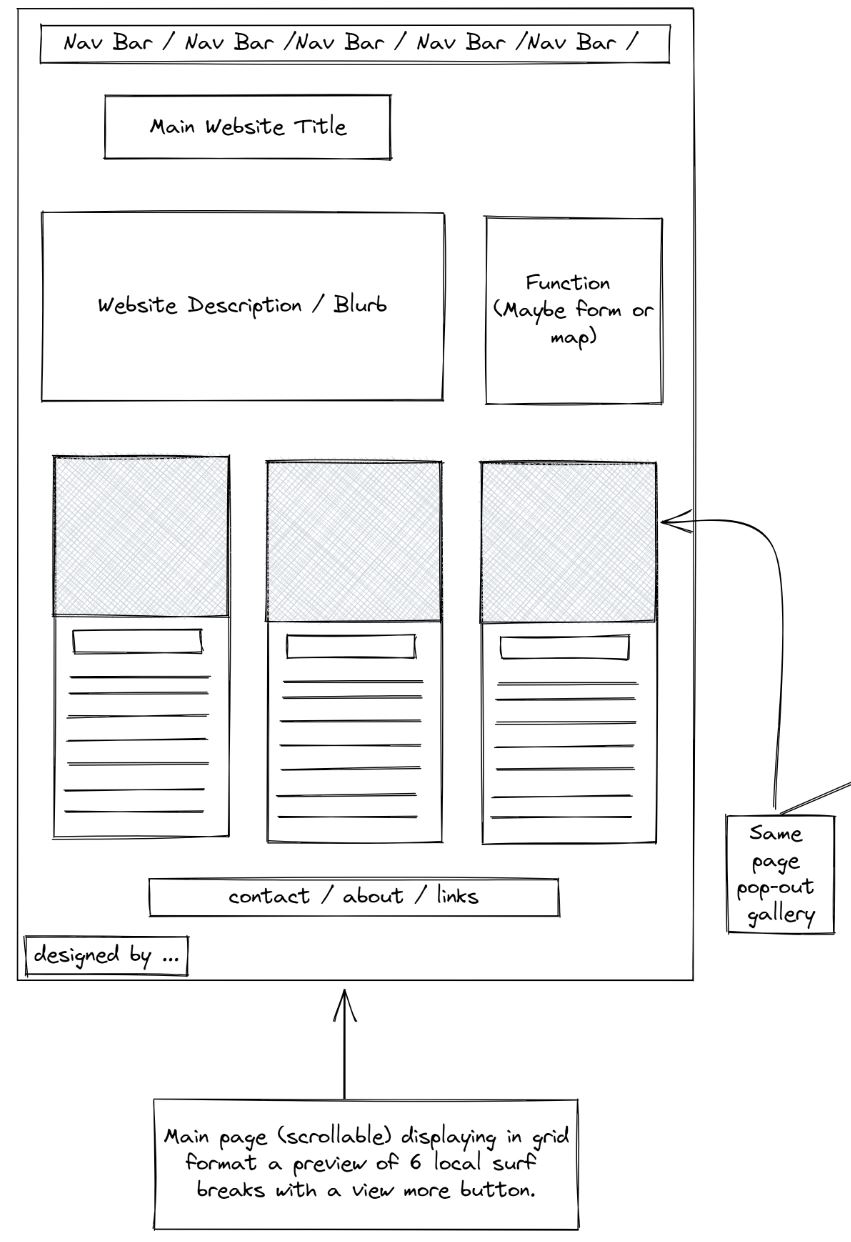 Nav Bar / Nav Bar /Nav Bar / Nav Bar /Nav Bar /
Main Website Title
Website Description / Blurb
Function
(Maybe form or
map)
Same
page
pop-out
gallery
contact / about / links
designed by ...
Main page (scrollable) displaying in grid
format a preview of 6 local surf
breaks with a view more button.